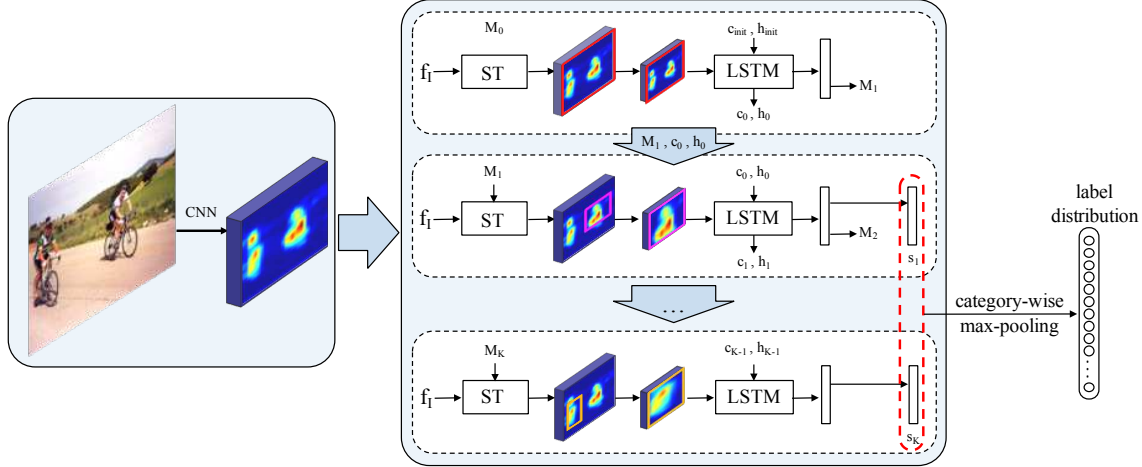 CNN
M0
fI
ST
cinit , hinit
LSTM
c0 , h0
M1
M1 , c0 , h0
M1
fI
ST
c0 , h0
LSTM
c1 , h1
M2
s1
...
MK
fI
ST
cK-1 , hK-1
LSTM
sK
category-wise
max-pooling
label
distribution